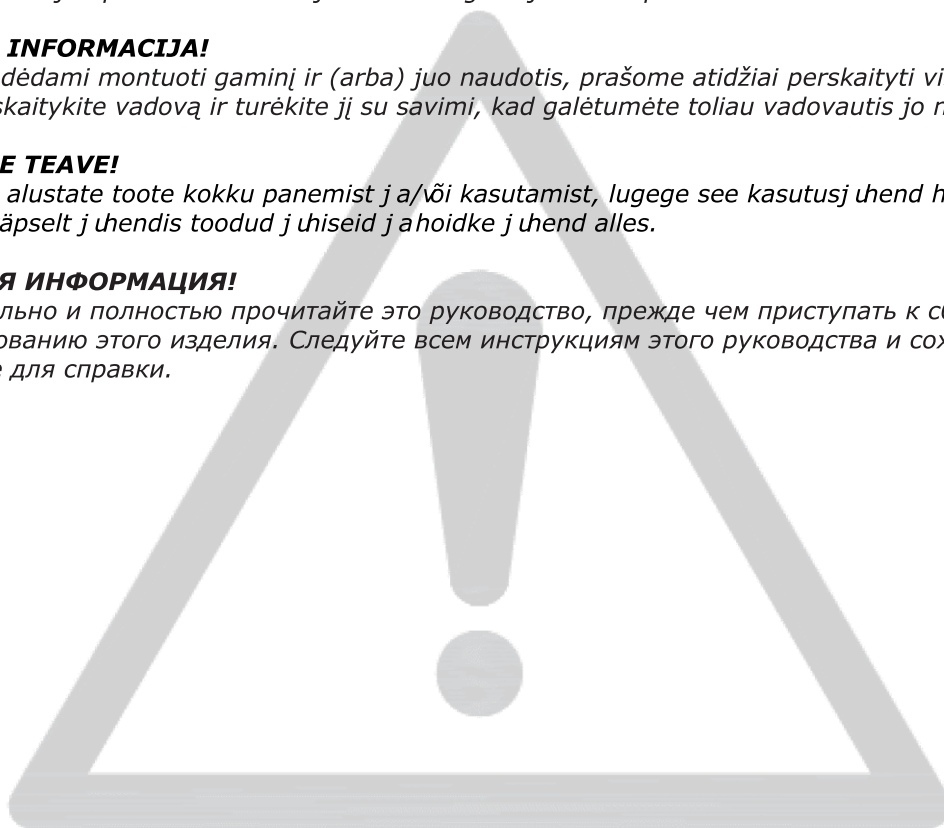 INFORMACIJA!
dėdami montuoti gaminį ir (arba) juo naudotis, prašome atidžiai perskaityti
skaitykite vadovą ir turėkite jį su savimi, kad galėtumėte toliau vadovautis jo
E TEAVE!
alustate toote kokku panemist ja/või kasutamist, lugege see kasutusjuhend
äpselt juhendis toodud juhiseid ja hoidke juhend alles.
Я ИНФОРМАЦИЯ!
льно и полностью прочитайте это руководство, прежде чем приступать к
ованию этого изделия. Следуйте всем инструкциям этого руководства и
е для справки.